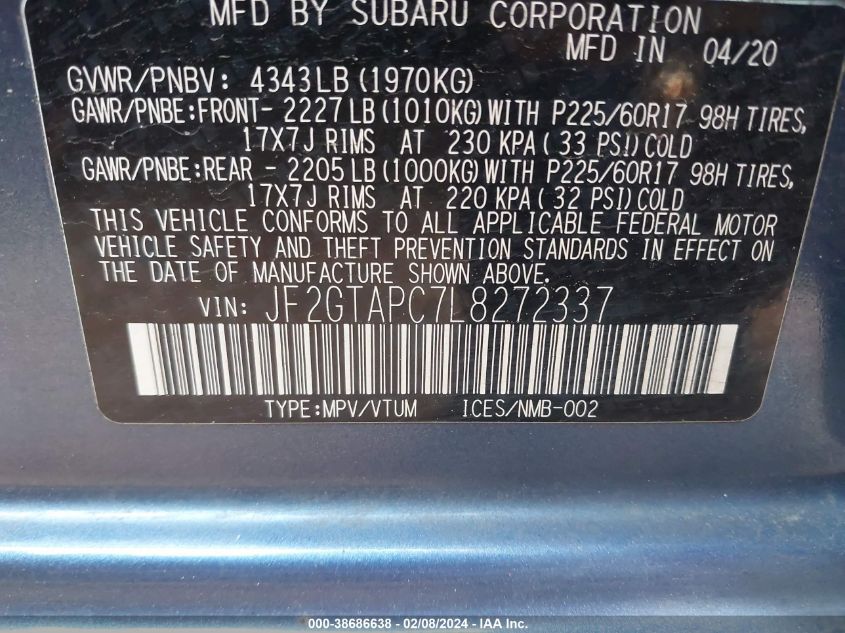 MFD BY SUBARU CORPORATION
MFD IN 04/20
GVWR/PNBV: 4343LB (1970KG)
GAWR/PNBE:FRONT- 2227LB (1010KG) WITH P225/60R17 98H TIRES,
17X7J RIMS AT 230 KPA ( 33 PSI) COLD
GAWR/PNBE:REAR - 2205LB (1000KG) WITH P225/60R17 98H TIRES,
17X7J RIMS AT 220 KPA ( 32 PSI) COLD
THIS VEHICLE CONFORMS TO ALL APPLICABLE FEDERAL MOTOR
VEHICLE SAFETY AND THEFT PREVENTION STANDARDS IN EFFECT ON
THE DATE OF MANUFACTURE SHOWN ABOVE.
VIN: JF2GTAPC7L8272337
TYPE:MPV/VTUM ICES/NMB-002
000-38686638 - 02/08/2024 - IAA Inc.